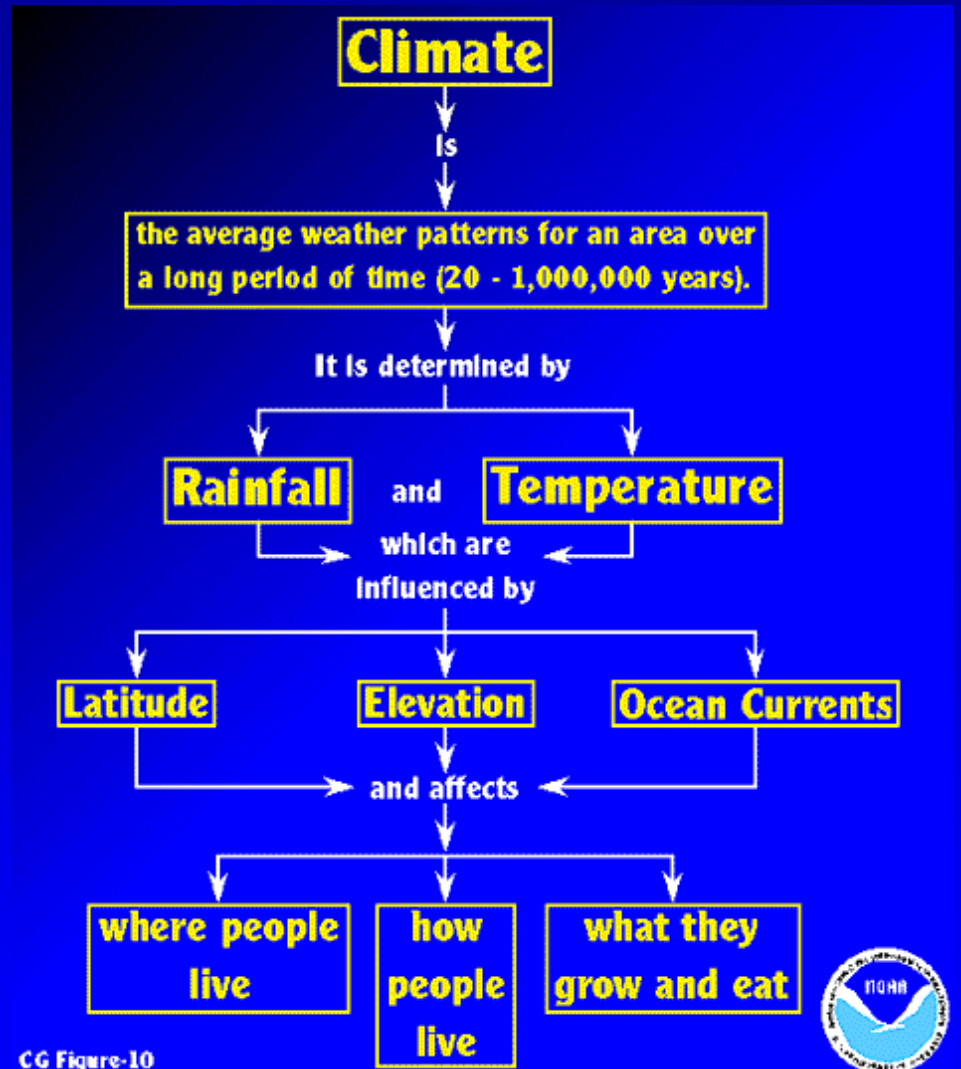 Climate
Is
the average weather patterns for an area over
a long period of time (20 - 1,000,000 years).
It is determined by
Rainfall and Temperature
which are
influenced by
Latitude Elevation Ocean Currents
and affects
where people how what they
live people grow and eat
live
NOAA
CG Figure-10